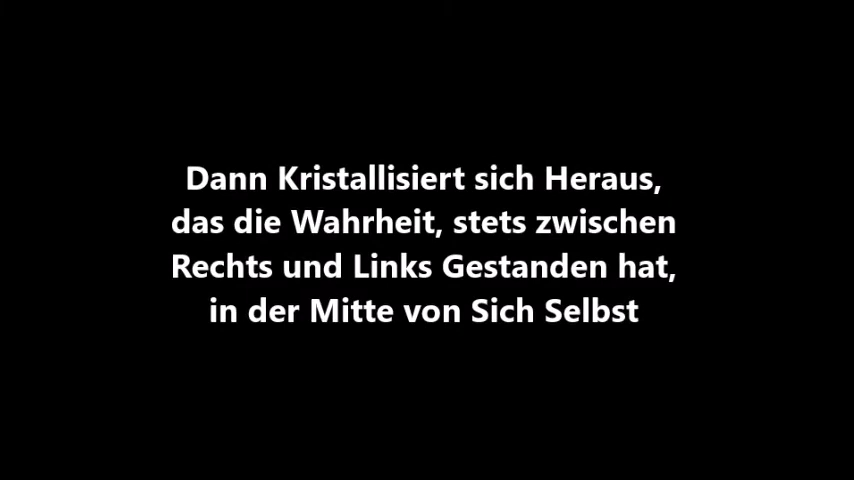 Dann Kristallisiert sich Heraus,
das die Wahrheit, stets zwischen
Rechts und Links Gestanden hat,
in der Mitte von Sich Selbst